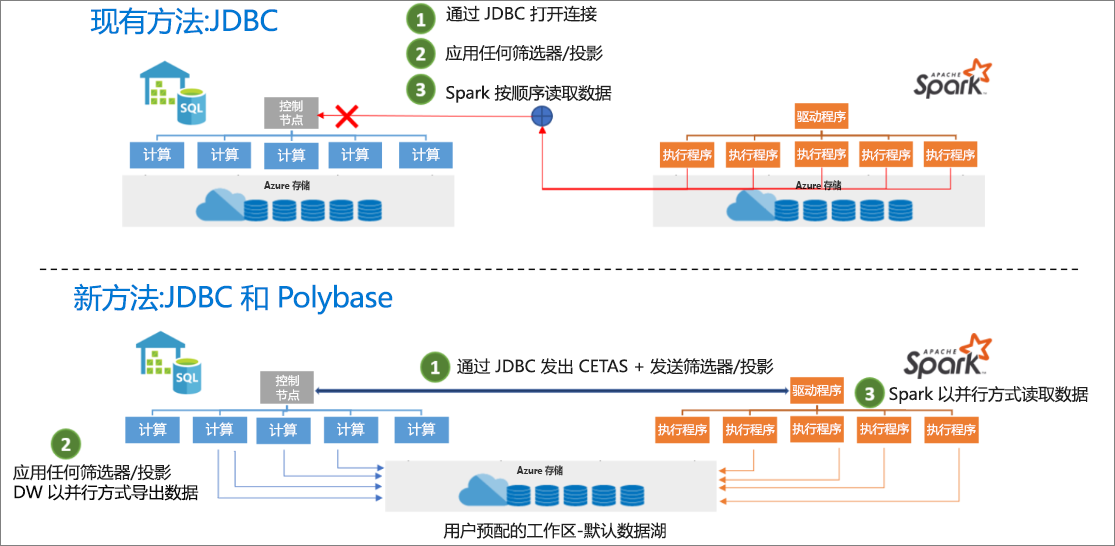 现有方法:JDBC
1 通过 JDBC 打开连接
2 应用任何筛选器/投影
3 Spark 按顺序读取数据
SQL
APACHE
Spark™
控制
节点
驱动程序
计算 计算 计算 计算 计算
执行程序 执行程序 执行程序 执行程序 执行程序
Azure 存储
Azure 存储
新方法:JDBC 和 Polybase
SQL
APACHE
Spark™
1 通过 JDBC 发出 CETAS + 发送筛选器/投影
控制
节点
驱动程序
3 Spark 以并行方式读取数据
计算 计算 计算 计算 计算
执行程序 执行程序 执行程序 执行程序 执行程序
2
应用任何筛选器/投影
DW 以并行方式导出数据
Azure 存储
用户预配的工作区-默认数据湖